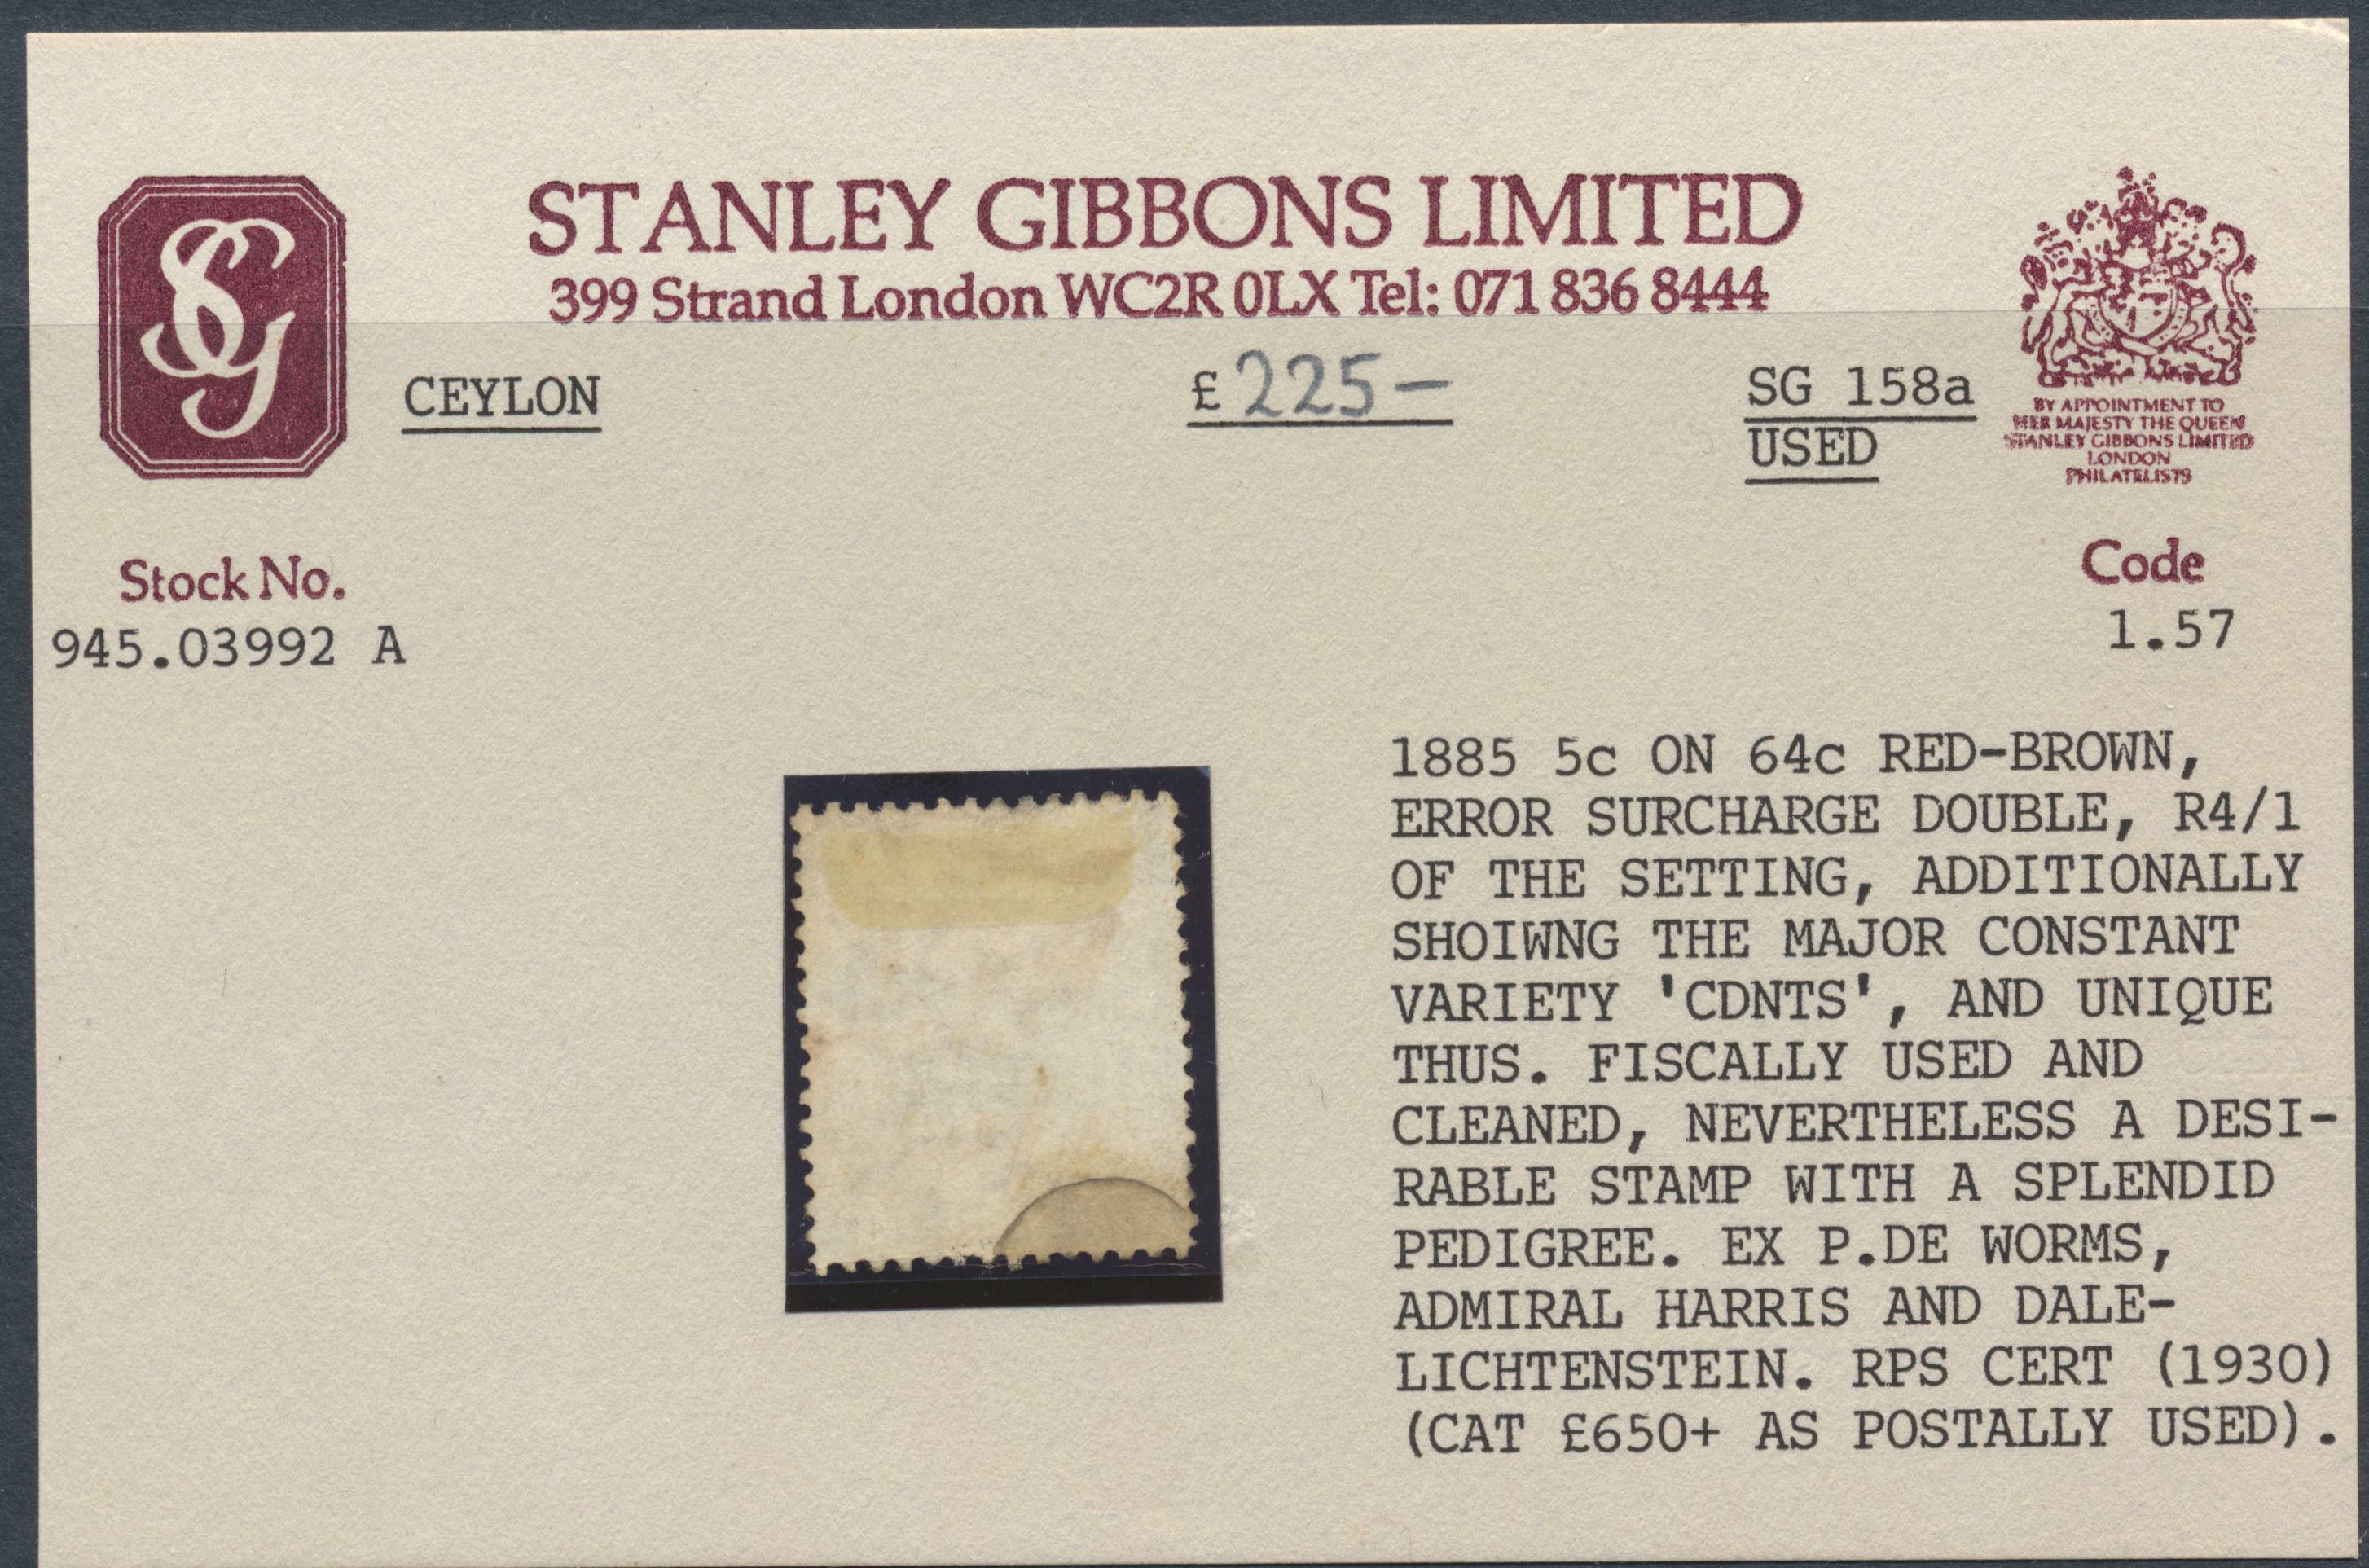 SG
STANLEY GIBBONS LIMITED
399 Strand London WC2R 0LX Tel: 071 836 8444
CEYLON
£225-
SG 158a
USED
BY APPOINTMENT TO
HER MAJESTY THE QUEEN
STANLEY GIBBONS LIMITED
LONDON
PHILATELISTS
Stock No.
945.03992 A
Code
1.57
1885 5c ON 64c RED-BROWN,
ERROR SURCHARGE DOUBLE, R4/1
OF THE SETTING, ADDITIONALLY
SHOIWNG THE MAJOR CONSTANT
VARIETY 'CDNTS', AND UNIQUE
THUS. FISCALLY USED AND
CLEANED, NEVERTHELESS A DESI-
RABLE STAMP WITH A SPLENDID
PEDIGREE. EX P.DE WORMS,
ADMIRAL HARRIS AND DALE-
LICHTENSTEIN. RPS CERT (1930)
(CAT £650+ AS POSTALLY USED).